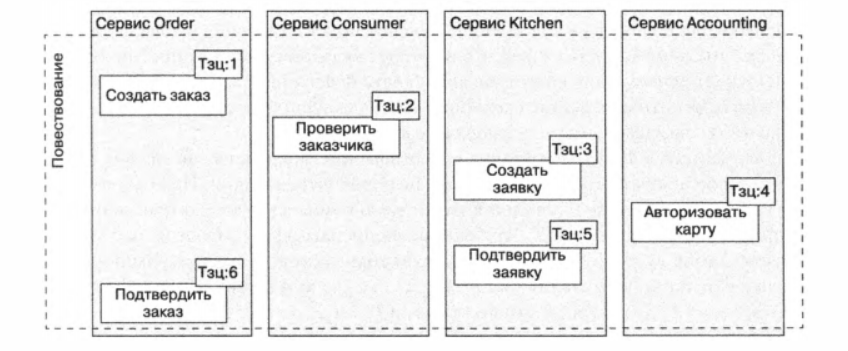 Сервис Order
Сервис Consumer
Сервис Kitchen
Сервис Accounting
Повествование
Тзц:1
Создать заказ
Тзц:2
Проверить
заказчика
Тзц:3
Создать
заявку
Тзц:4
Авторизовать
карту
Тзц:5
Подтвердить
заявку
Тзц:6
Подтвердить
заказ